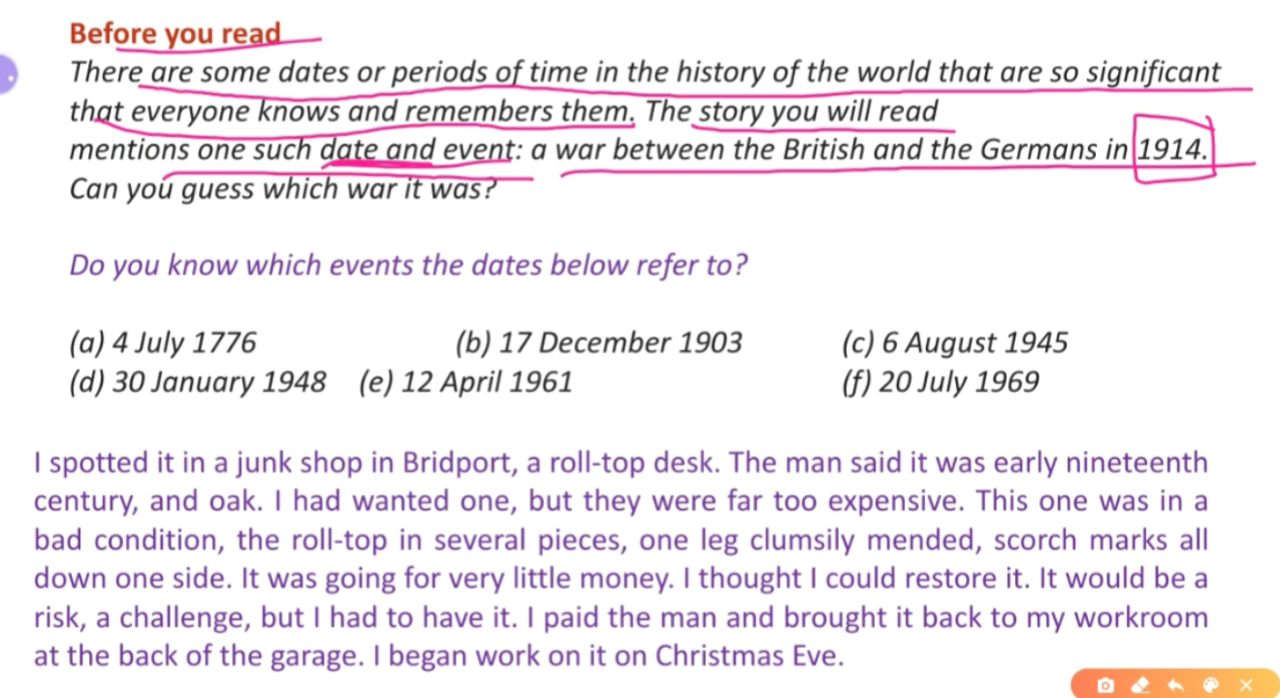 Before you read
There are some dates or periods of time in the history of the world that are so significant
that everyone knows and remembers them. The story you will read
mentions one such date and event: a war between the British and the Germans in 1914.
Can you guess which war it was?
Do you know which events the dates below refer to?
(a) 4 July 1776 (b) 17 December 1903 (c) 6 August 1945
(d) 30 January 1948 (e) 12 April 1961 (f) 20 July 1969
I spotted it in a junk shop in Bridport, a roll-top desk. The man said it was early nineteenth
century, and oak. I had wanted one, but they were far too expensive. This one was in a
bad condition, the roll-top in several pieces, one leg clumsily mended, scorch marks all
down one side. It was going for very little money. I thought I could restore it. It would be a
risk, a challenge, but I had to have it. I paid the man and brought it back to my workroom
at the back of the garage. I began work on it on Christmas Eve.